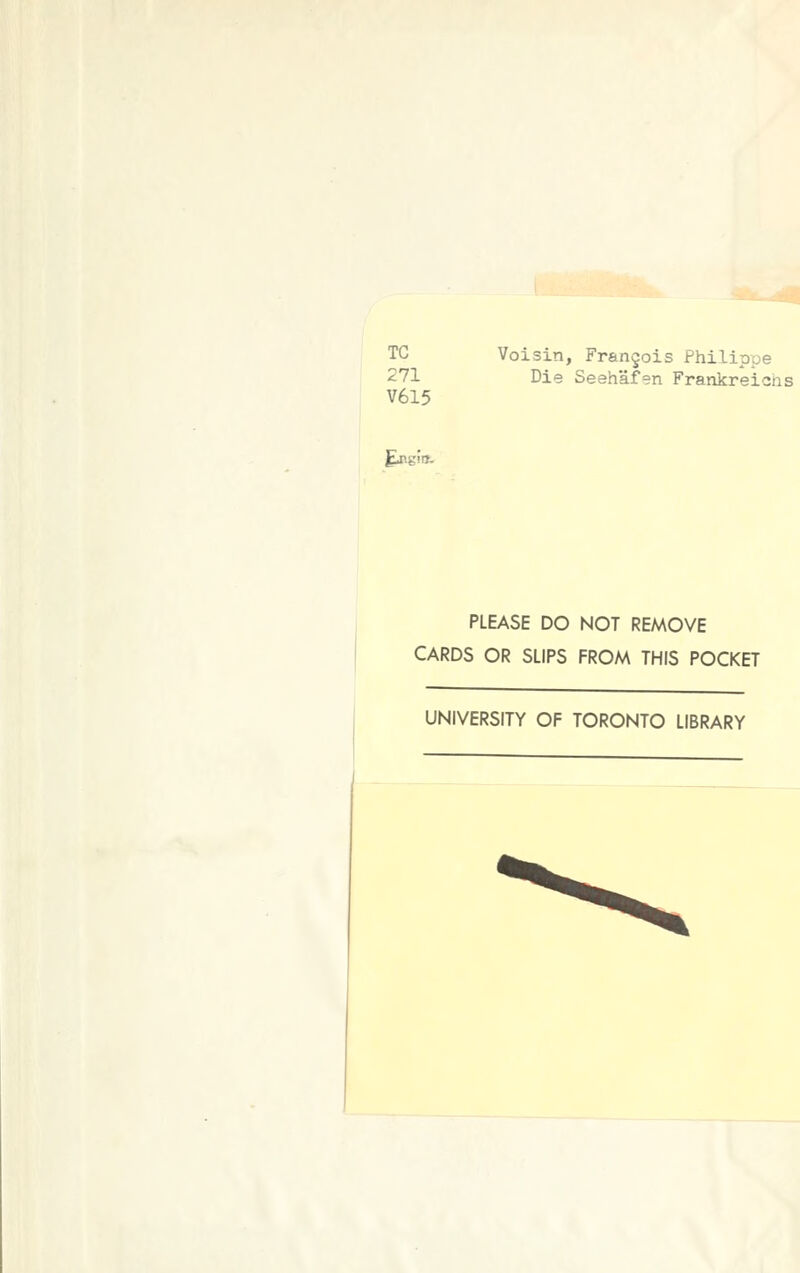 TC Voisin, François Philippe
271 Die Seehäfen Frankreichs
V615
Engin.
PLEASE DO NOT REMOVE
CARDS OR SLIPS FROM THIS POCKET
UNIVERSITY OF TORONTO LIBRARY